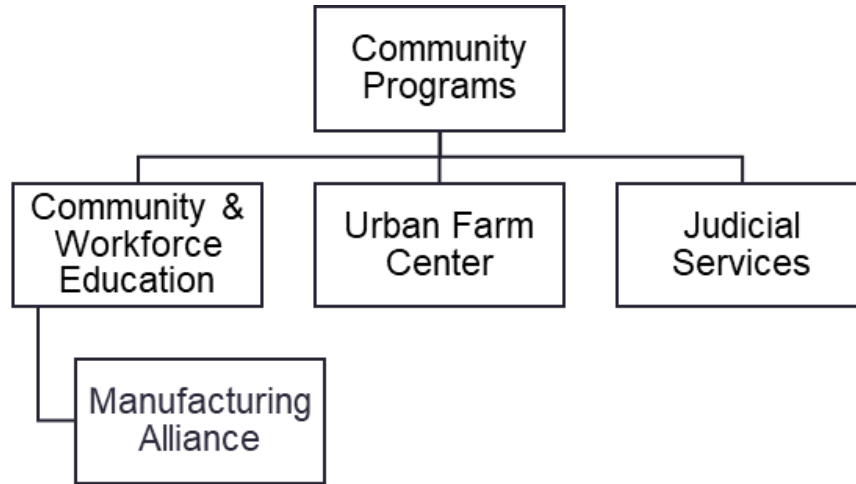 Community
Programs
Community &
Workforce
Education
Urban Farm
Center
Judicial
Services
Manufacturing
Alliance